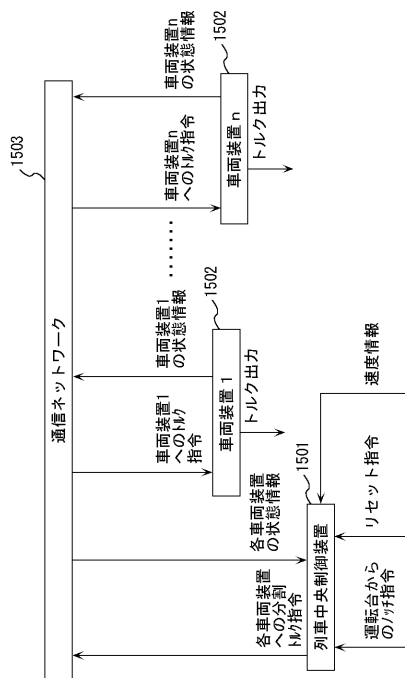 1503
通信ネットワーク
各車両装置
への分割
トルク指令
各車両装置
の状態情報
車両装置1
へのトルク
指令
車両装置1
の状態情報
・・・・・・・・
車両装置n
へのトルク指令
車両装置n
の状態情報
1501
列車中央制御装置
1502
車両装置 1
トルク出力
1502
車両装置 n
トルク出力
運転台から
のノッチ指令
リセット指令
速度情報